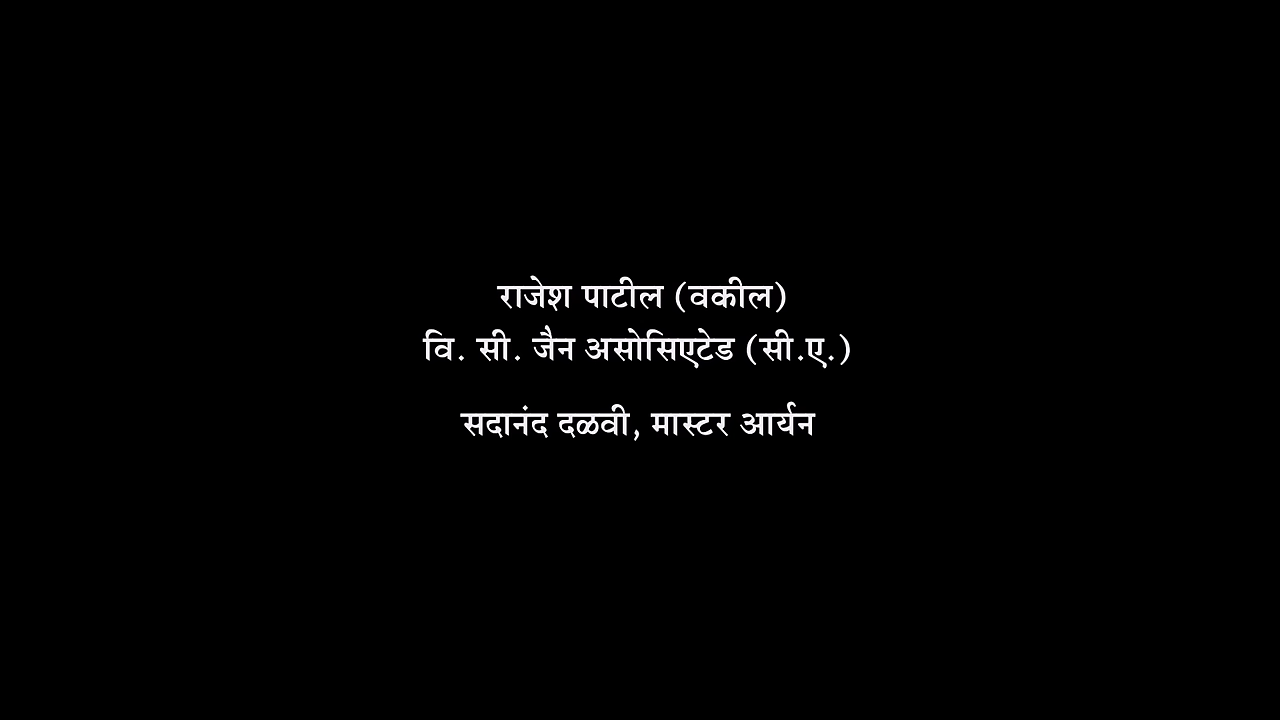 राजेश पाटील (वकील)
वि. सी. जैन असोसिएटेड (सी.ए.)
सदानंद दळवी, मास्टर आर्यन